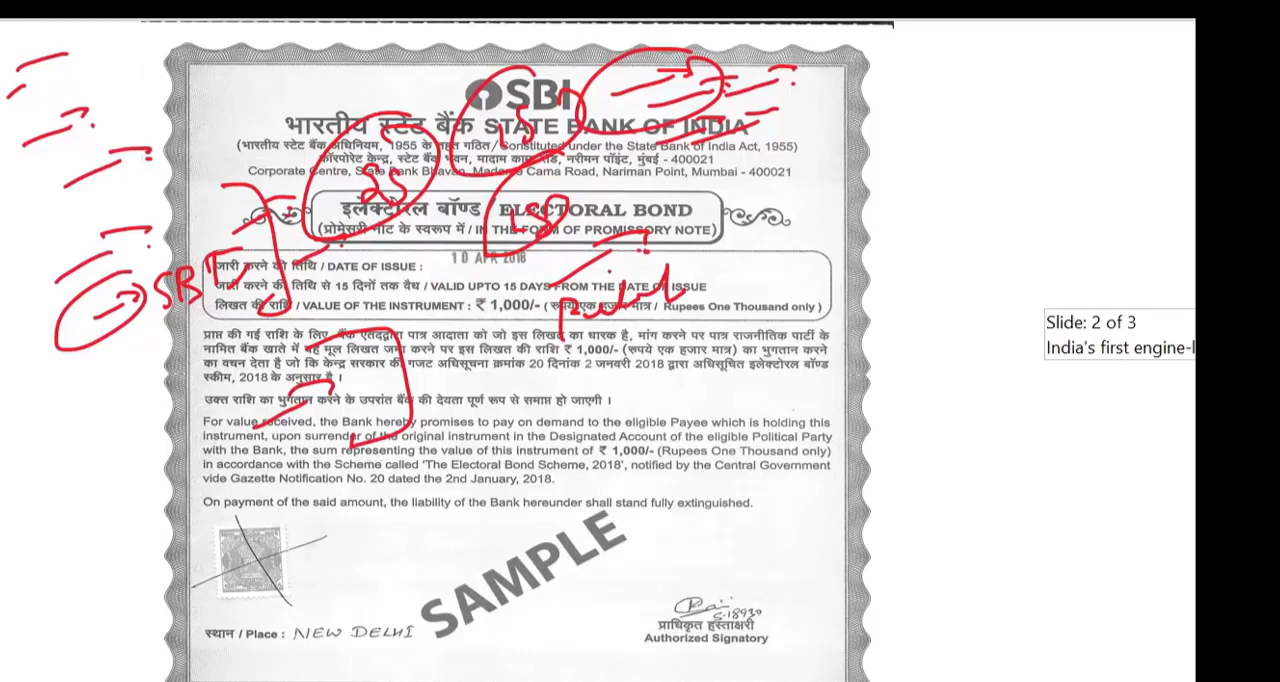 SBI
भारतीय स्टेट बैंक STATE BANK OF INDIA
(भारतीय स्टेट बैंक अधिनियम, 1955 के तहत गठित/ Constituted under the State Bank of India Act, 1955)
कॉरपोरेट केन्द्र, स्टेट बैंक भवन, मादाम कामा रोड, नरीमन पॉइंट, मुंबई - 400021
Corporate Centre, State Bank Bhavan, Madame Cama Road, Nariman Point, Mumbai - 400021
25
15
150
इलेक्टोरल बॉण्ड ELECTORAL BOND
(प्रोमेसरी नोट के स्वरूप में / IN THE FORM OF PROMISSORY NOTE)
जारी करने की तिथि / DATE OF ISSUE : 10 APR 2018
जारी करने की तिथि से 15 दिनों तक वैध / VALID UPTO 15 DAYS FROM THE DATE OF ISSUE
लिखत की राशि / VALUE OF THE INSTRUMENT : ₹ 1,000/- (रुपये एक हजार मात्र / Rupees One Thousand only )
SBI
प्राप्त की गई राशि के लिए, बैंक एतदद्वारा पात्र आदाता को जो इस लिखत का धारक है, मांग करने पर पात्र राजनीतिक पार्टी के
नामित बैंक खाते में यह मूल लिखत जमा करने पर इस लिखत की राशि ₹ 1,000/- (रूपये एक हजार मात्र) का भुगतान करने
का वचन देता है जो कि केन्द्र सरकार की गजट अधिसूचना क्रमांक 20 दिनांक 2 जनवरी 2018 द्वारा अधिसूचित इलेक्टोरल बॉण्ड
स्कीम, 2018 के अनुसार है ।
उक्त राशि का भुगतान करने के उपरांत बैंक की देयता पूर्ण रूप से समाप्त हो जाएगी ।
For value received, the Bank hereby promises to pay on demand to the eligible Payee which is holding this
instrument, upon surrender of the original instrument in the Designated Account of the eligible Political Party
with the Bank, the sum representing the value of this instrument of ₹ 1,000/- (Rupees One Thousand only)
in accordance with the Scheme called 'The Electoral Bond Scheme, 2018', notified by the Central Government
vide Gazette Notification No. 20 dated the 2nd January, 2018.
On payment of the said amount, the liability of the Bank hereunder shall stand fully extinguished.
SAMPLE
S-18930
स्थान / Place : NEW DELHI
प्राधिकृत हस्ताक्षरी
Authorized Signatory
Slide: 2 of 3
India's first engine-l